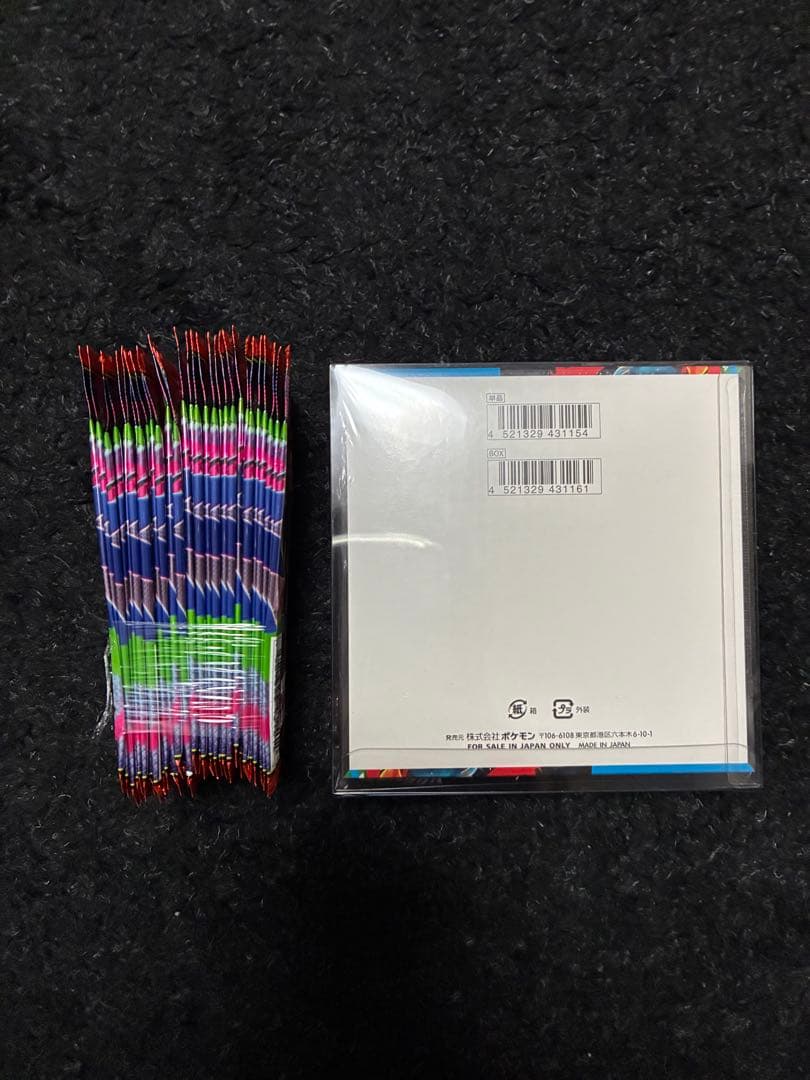 単品
4 521329 431154
BOX
4 521329 431161
紙 箱 プラ 外装
発売元 株式会社ポケモン 〒106-6108 東京都港区六本木6-10-1
FOR SALE IN JAPAN ONLY MADE IN JAPAN